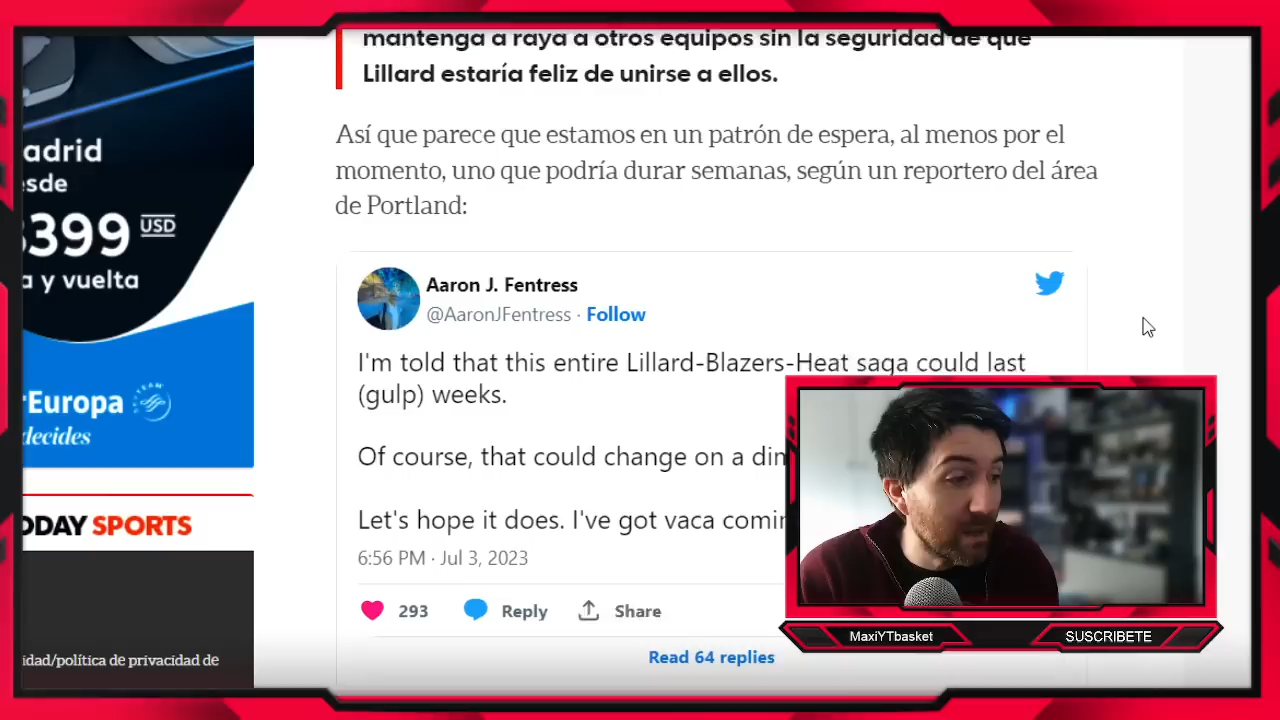 mantenga a raya a otros equipos sin la seguridad de que
Lillard estaría feliz de unirse a ellos.
Así que parece que estamos en un patrón de espera, al menos por el
momento, uno que podría durar semanas, según un reportero del área
de Portland:
Aaron J. Fentress
@AaronJFentress · Follow
I'm told that this entire Lillard-Blazers-Heat saga could last
(gulp) weeks.
Of course, that could change on a dim
Let's hope it does. I've got vaca comin
6:56 PM · Jul 3, 2023
293 Reply Share
Read 64 replies
adrid
esde
$399 USD
a y vuelta
rEuropa
decides
ODAY SPORTS
idad/política de privacidad de
MaxiYTbasket
SUSCRIBETE